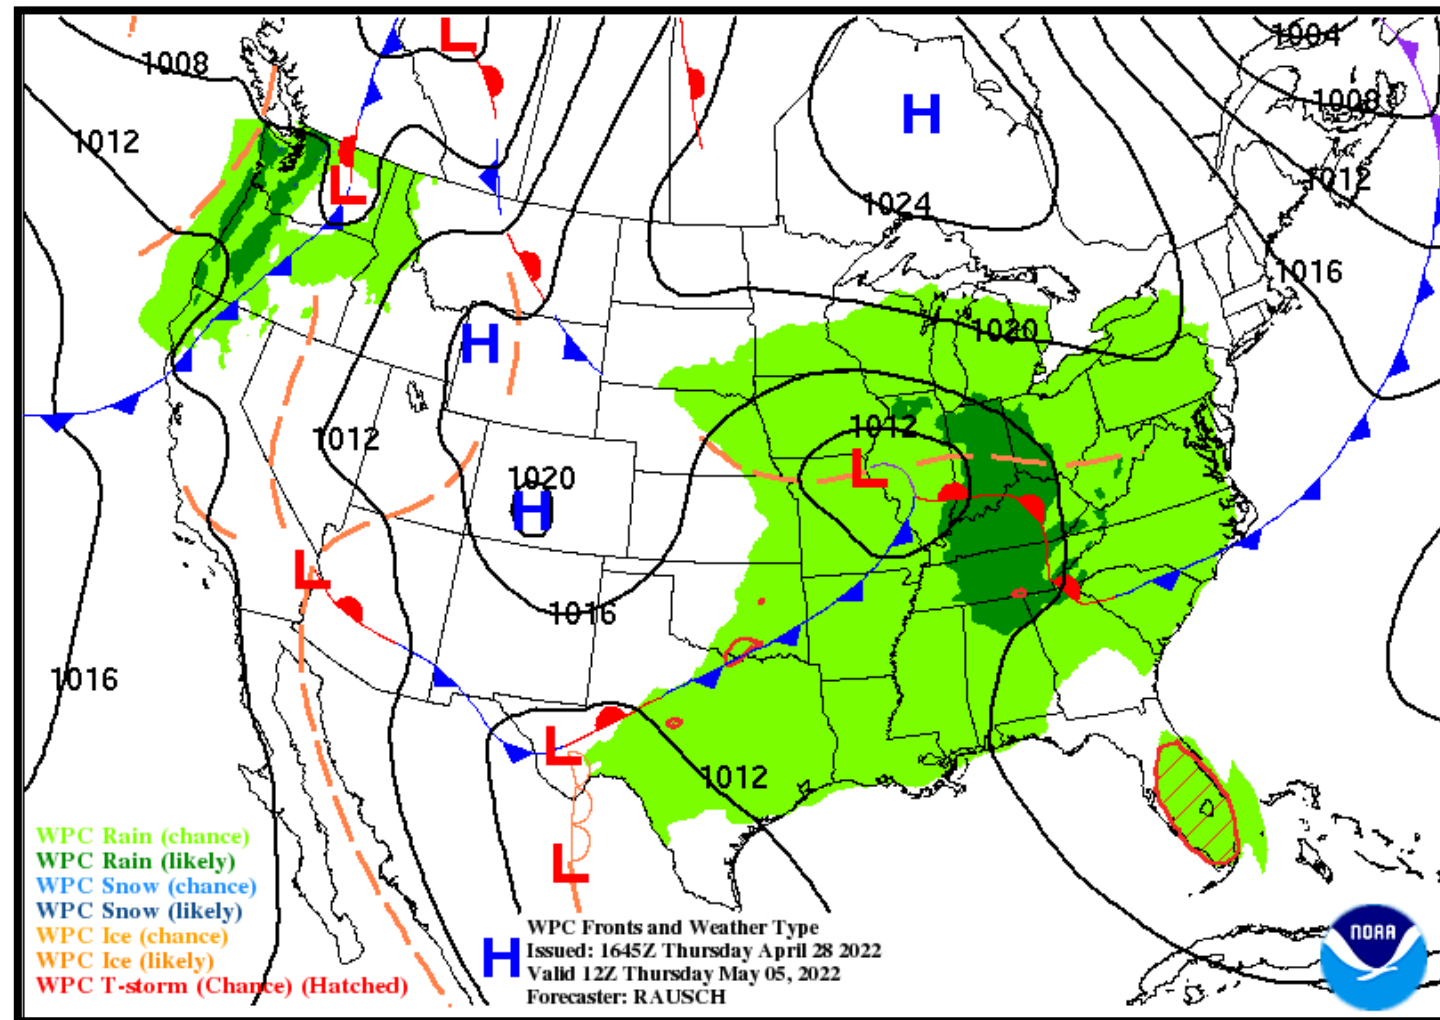 L
1004
1008
H
1008
1012
1012
L
1024
1016
1020
H
1012
1012
L
1020
H
L
1016
1016
L
1012
WPC Rain (chance)
WPC Rain (likely)
WPC Snow (chance)
WPC Snow (likely)
WPC Ice (chance)
WPC Ice (likely)
WPC T-storm (Chance) (Hatched)
L
H
WPC Fronts and Weather Type
Issued: 1645Z Thursday April 28 2022
Valid 12Z Thursday May 05, 2022
Forecaster: RAUSCH
NOAA